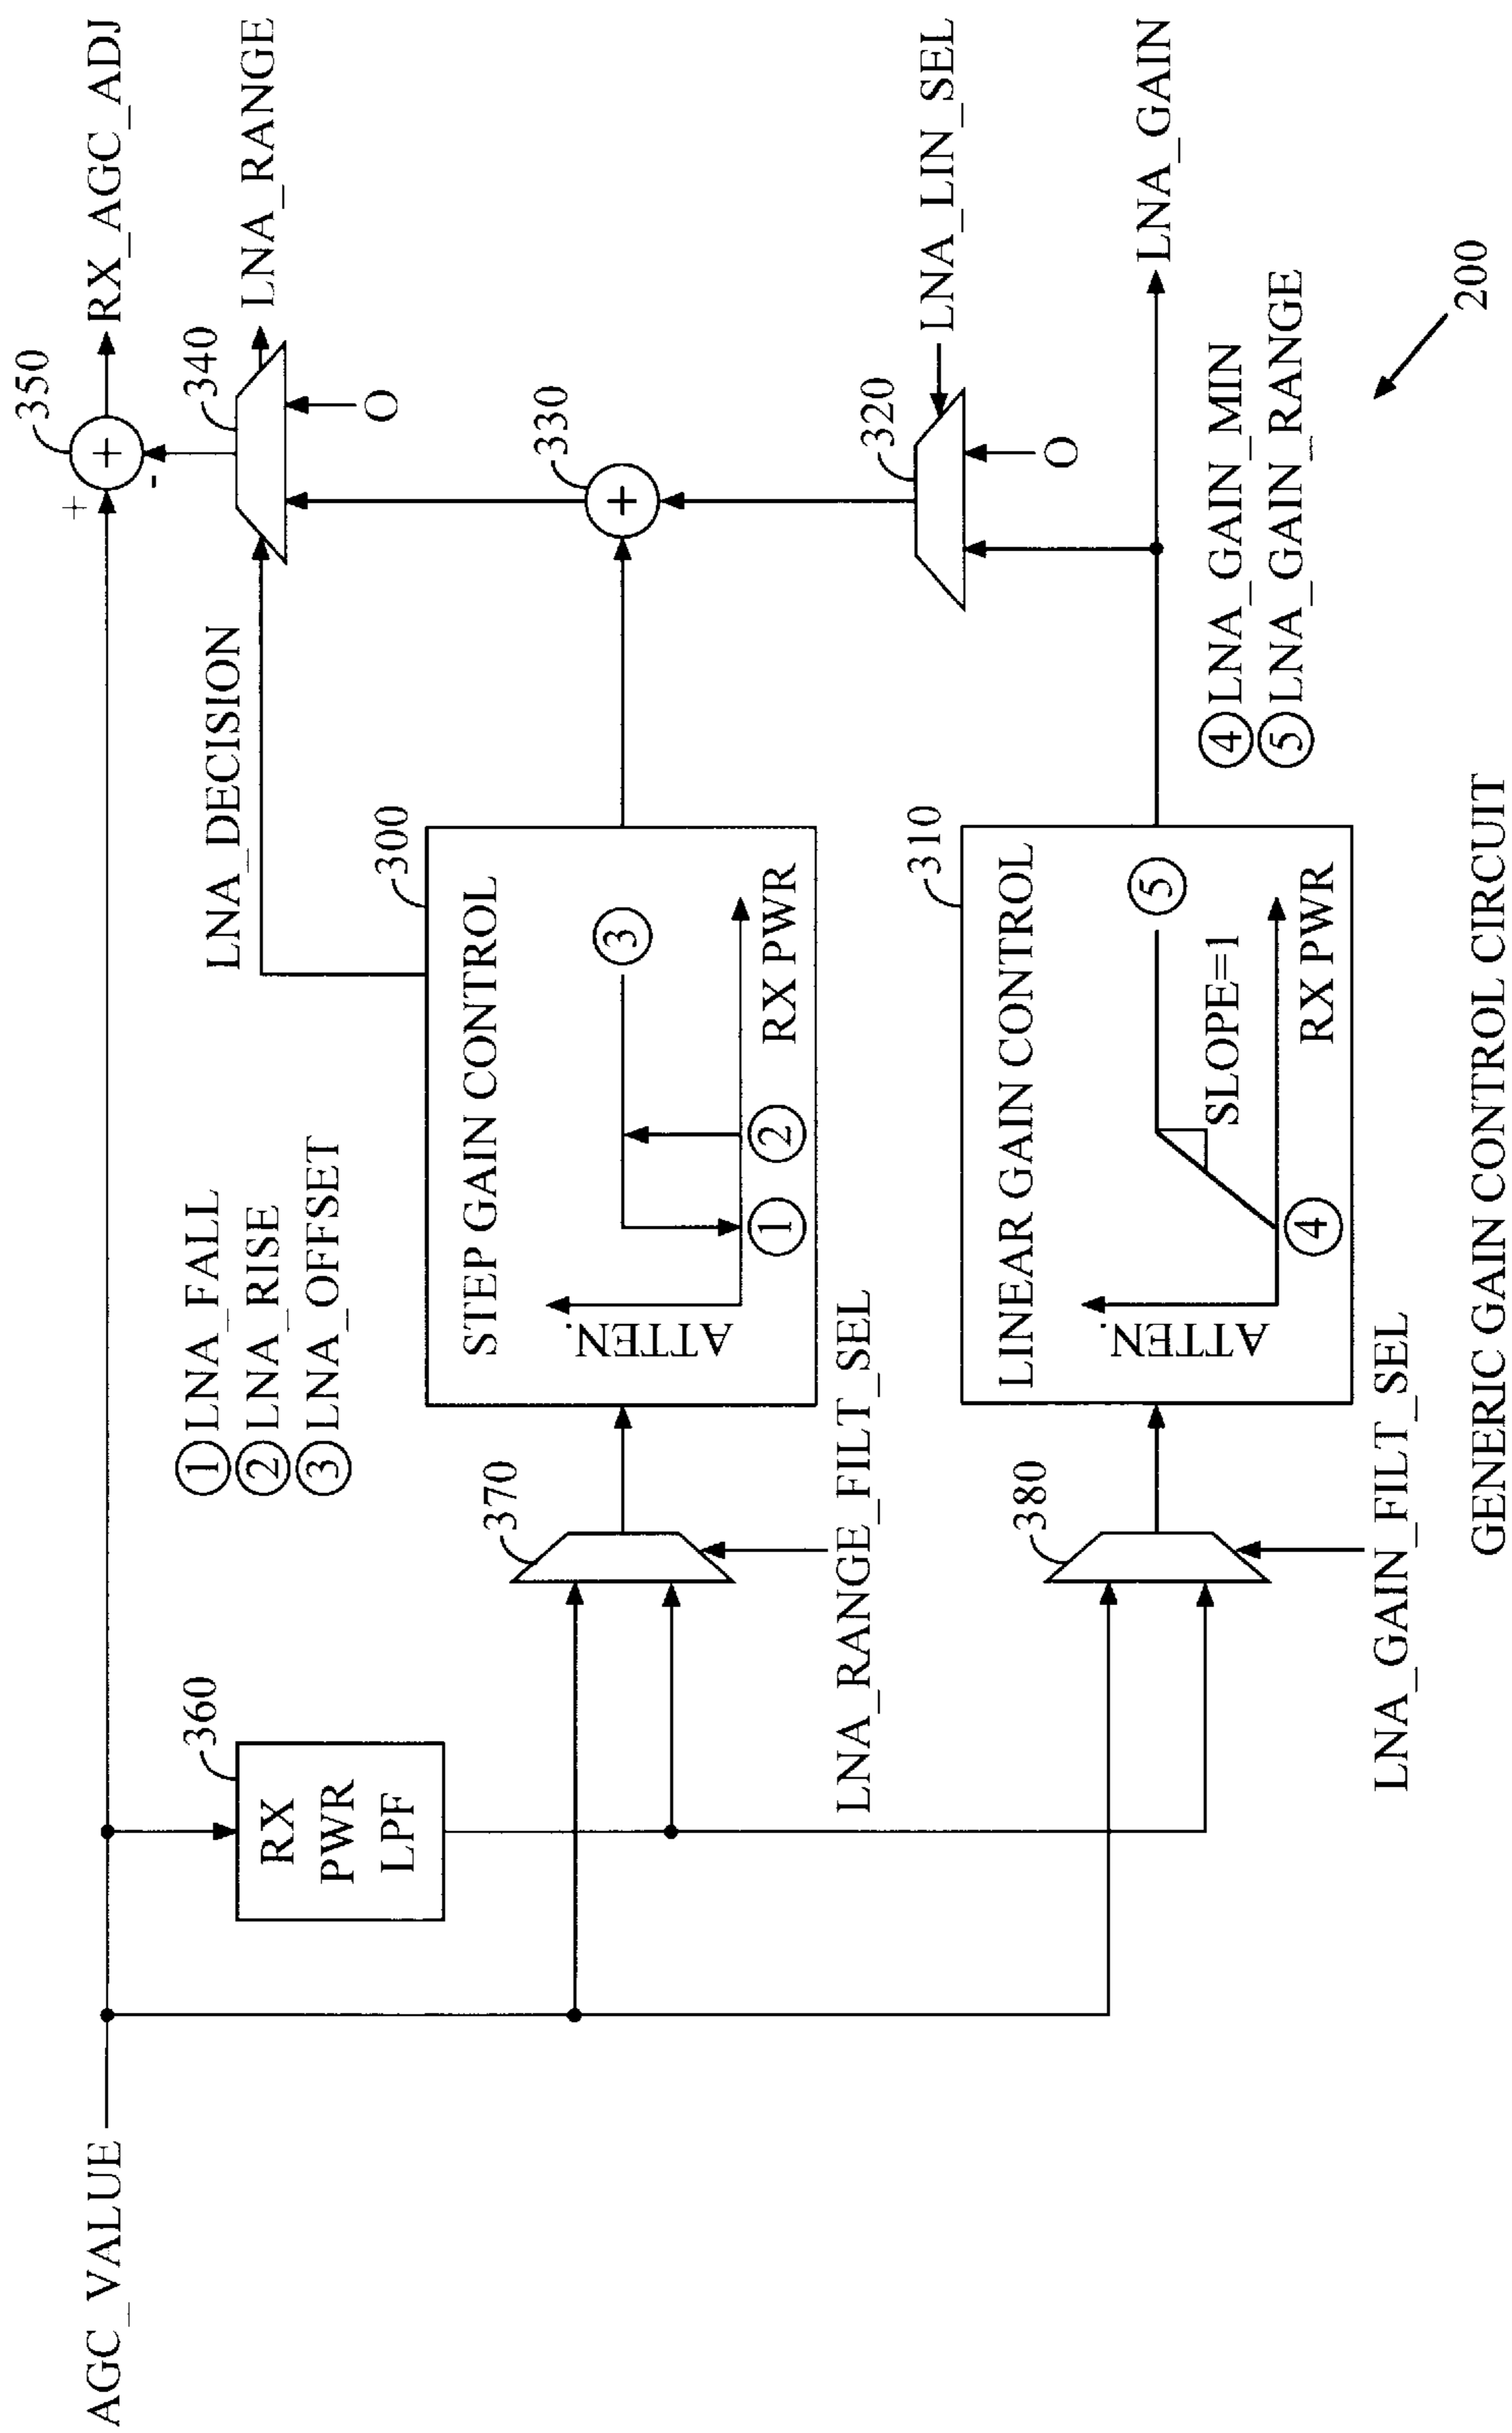 AGC_VALUE
350
+
+
-
RX_AGC_ADJ
340
LNA_RANGE
O
360
RX
PWR
LPF
① LNA_FALL
② LNA_RISE
③ LNA_OFFSET
LNA_DECISION
370
LNA_RANGE_FILT_SEL
300
STEP GAIN CONTROL
ATTEN.
③
①
②
RX PWR
330
+
320
LNA_LIN_SEL
O
380
LNA_GAIN_FILT_SEL
310
LINEAR GAIN CONTROL
ATTEN.
⑤
SLOPE=1
④
RX PWR
LNA_GAIN
④ LNA_GAIN_MIN
⑤ LNA_GAIN_RANGE
200
GENERIC GAIN CONTROL CIRCUIT